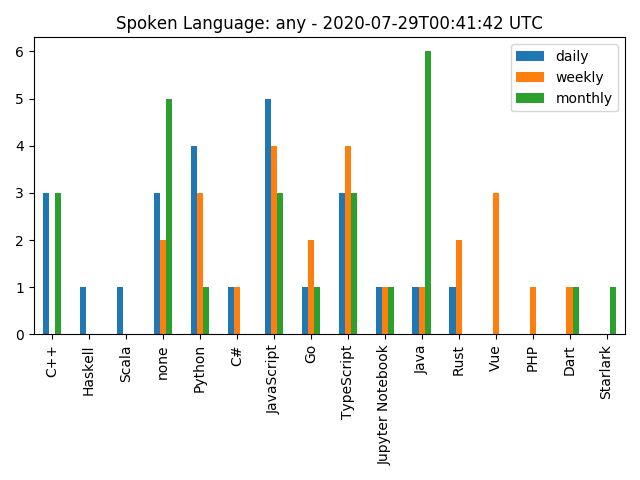 Spoken Language: any - 2020-07-29T00:41:42 UTC
daily
weekly
monthly
6
5
4
3
2
1
0
C++
Haskell
Scala
none
Python
C#
JavaScript
Go
TypeScript
Jupyter Notebook
Java
Rust
Vue
PHP
Dart
Starlark